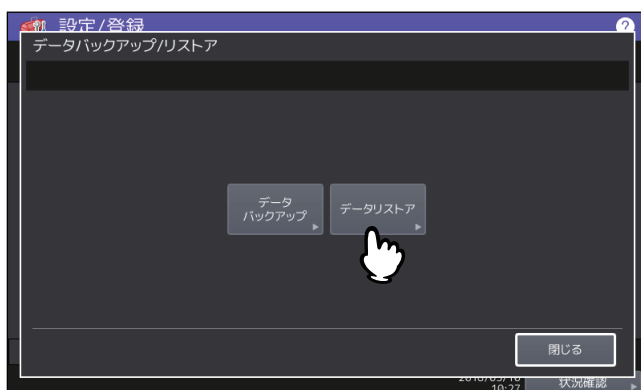 設定/登録
?
データバックアップ/リストア
データ
バックアップ
データリストア
閉じる
10:27
状況確認